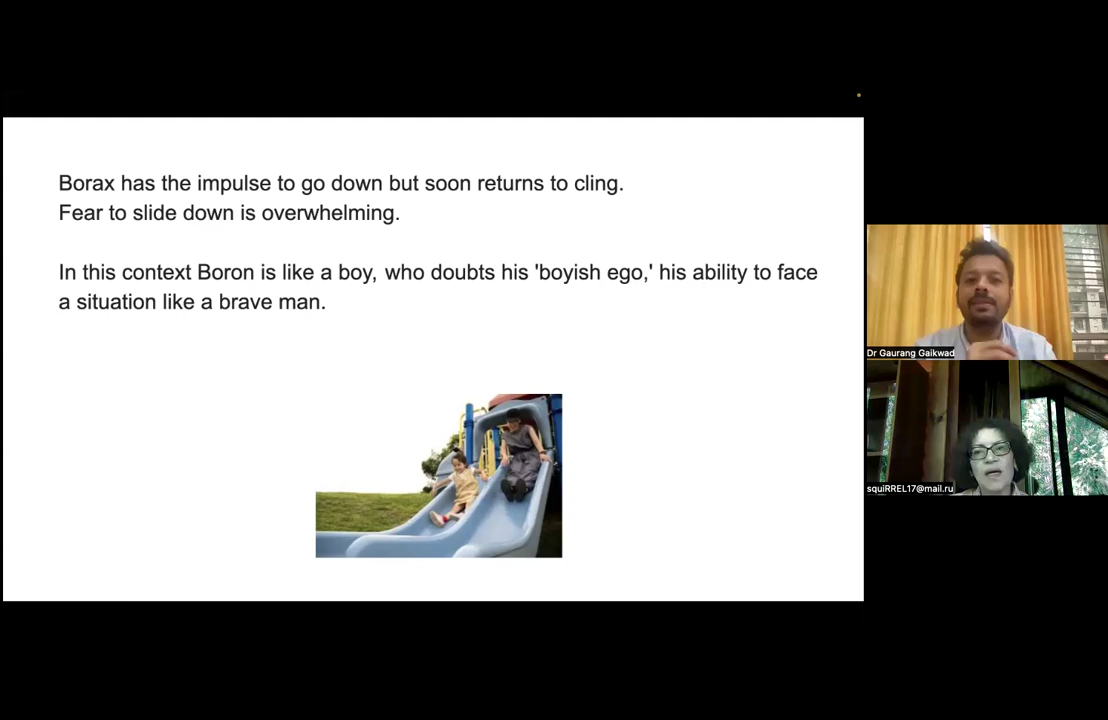 Borax has the impulse to go down but soon returns to cling.
Fear to slide down is overwhelming.
In this context Boron is like a boy, who doubts his 'boyish ego,' his ability to face
a situation like a brave man.
Dr Gaurang Gaikwad
squiRREL17@mail.ru